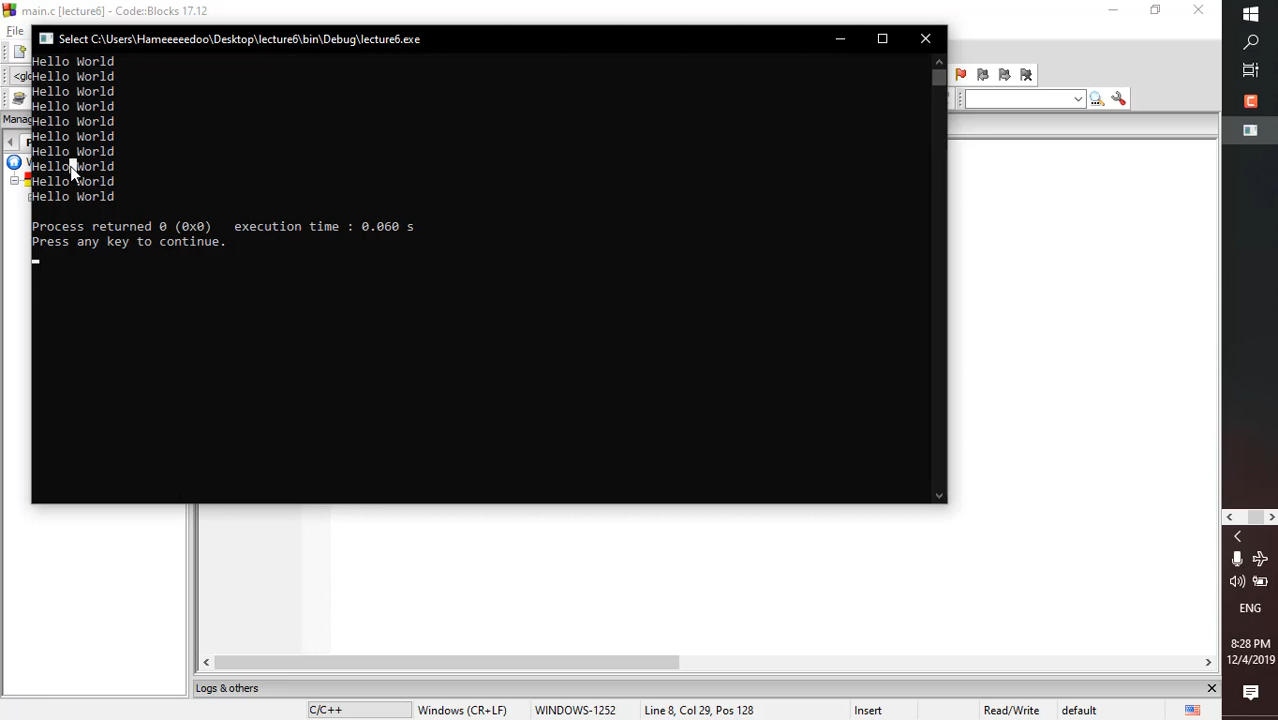 main.c [lecture6] - Code::Blocks 17.12
File
Select C:\Users\Hameeeeedoo\Desktop\lecture6\bin\Debug\lecture6.exe
<glo
Manag
Hello World
Hello World
Hello World
Hello World
Hello World
Hello World
Hello World
Hello World
Hello World
Hello World
Process returned 0 (0x0)   execution time : 0.060 s
Press any key to continue.
ENG
8:28 PM
12/4/2019
Logs & others
C/C++
Windows (CR+LF)
WINDOWS-1252
Line 8, Col 29, Pos 128
Insert
Read/Write
default